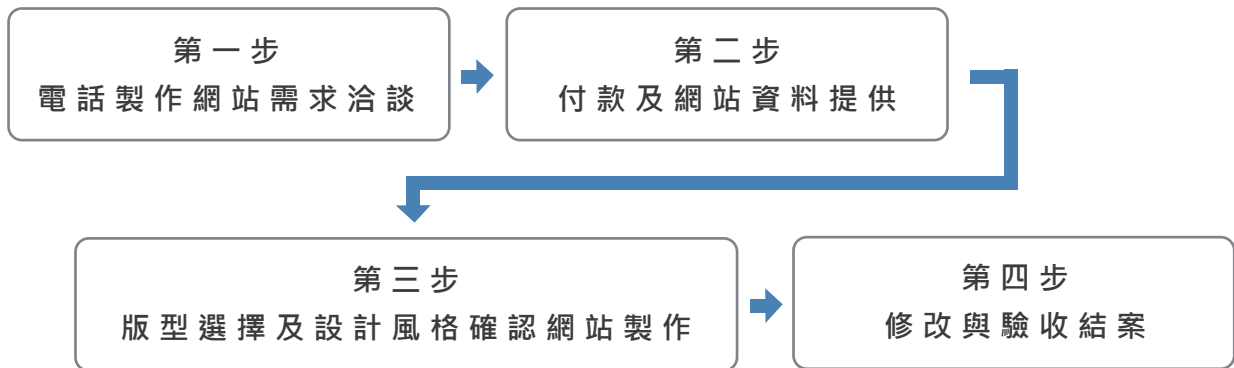 第一步
電話製作網站需求洽談
第二步
付款及網站資料提供
第三步
版型選擇及設計風格確認網站製作
第四步
修改與驗收結案